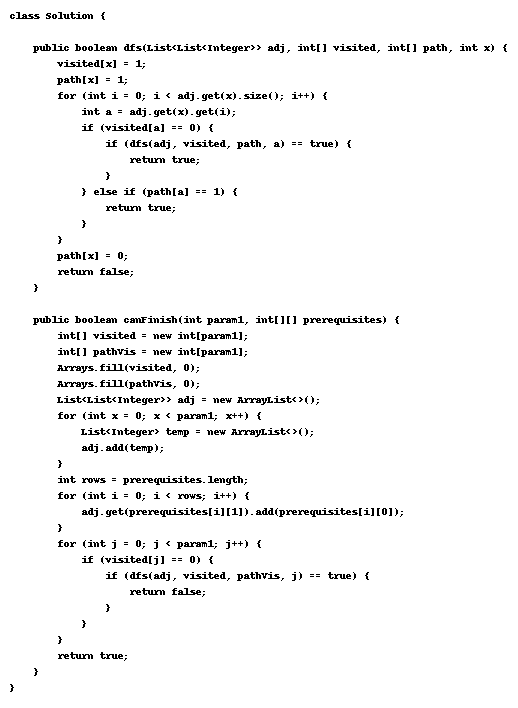 class Solution {
    public boolean dfs(List<List<Integer>> adj, int[] visited, int[] path, int x) {
        visited[x] = 1;
        path[x] = 1;
        for (int i = 0; i < adj.get(x).size(); i++) {
            int a = adj.get(x).get(i);
            if (visited[a] == 0) {
                if (dfs(adj, visited, path, a) == true) {
                    return true;
                }
            } else if (path[a] == 1) {
                return true;
            }
        }
        path[x] = 0;
        return false;
    }
    public boolean canFinish(int param1, int[][] prerequisites) {
        int[] visited = new int[param1];
        int[] pathVis = new int[param1];
        Arrays.fill(visited, 0);
        Arrays.fill(pathVis, 0);
        List<List<Integer>> adj = new ArrayList<>();
        for (int x = 0; x < param1; x++) {
            List<Integer> temp = new ArrayList<>();
            adj.add(temp);
        }
        int rows = prerequisites.length;
        for (int i = 0; i < rows; i++) {
            adj.get(prerequisites[i][1]).add(prerequisites[i][0]);
        }
        for (int j = 0; j < param1; j++) {
            if (visited[j] == 0) {
                if (dfs(adj, visited, pathVis, j) == true) {
                    return false;
                }
            }
        }
        return true;
    }
}